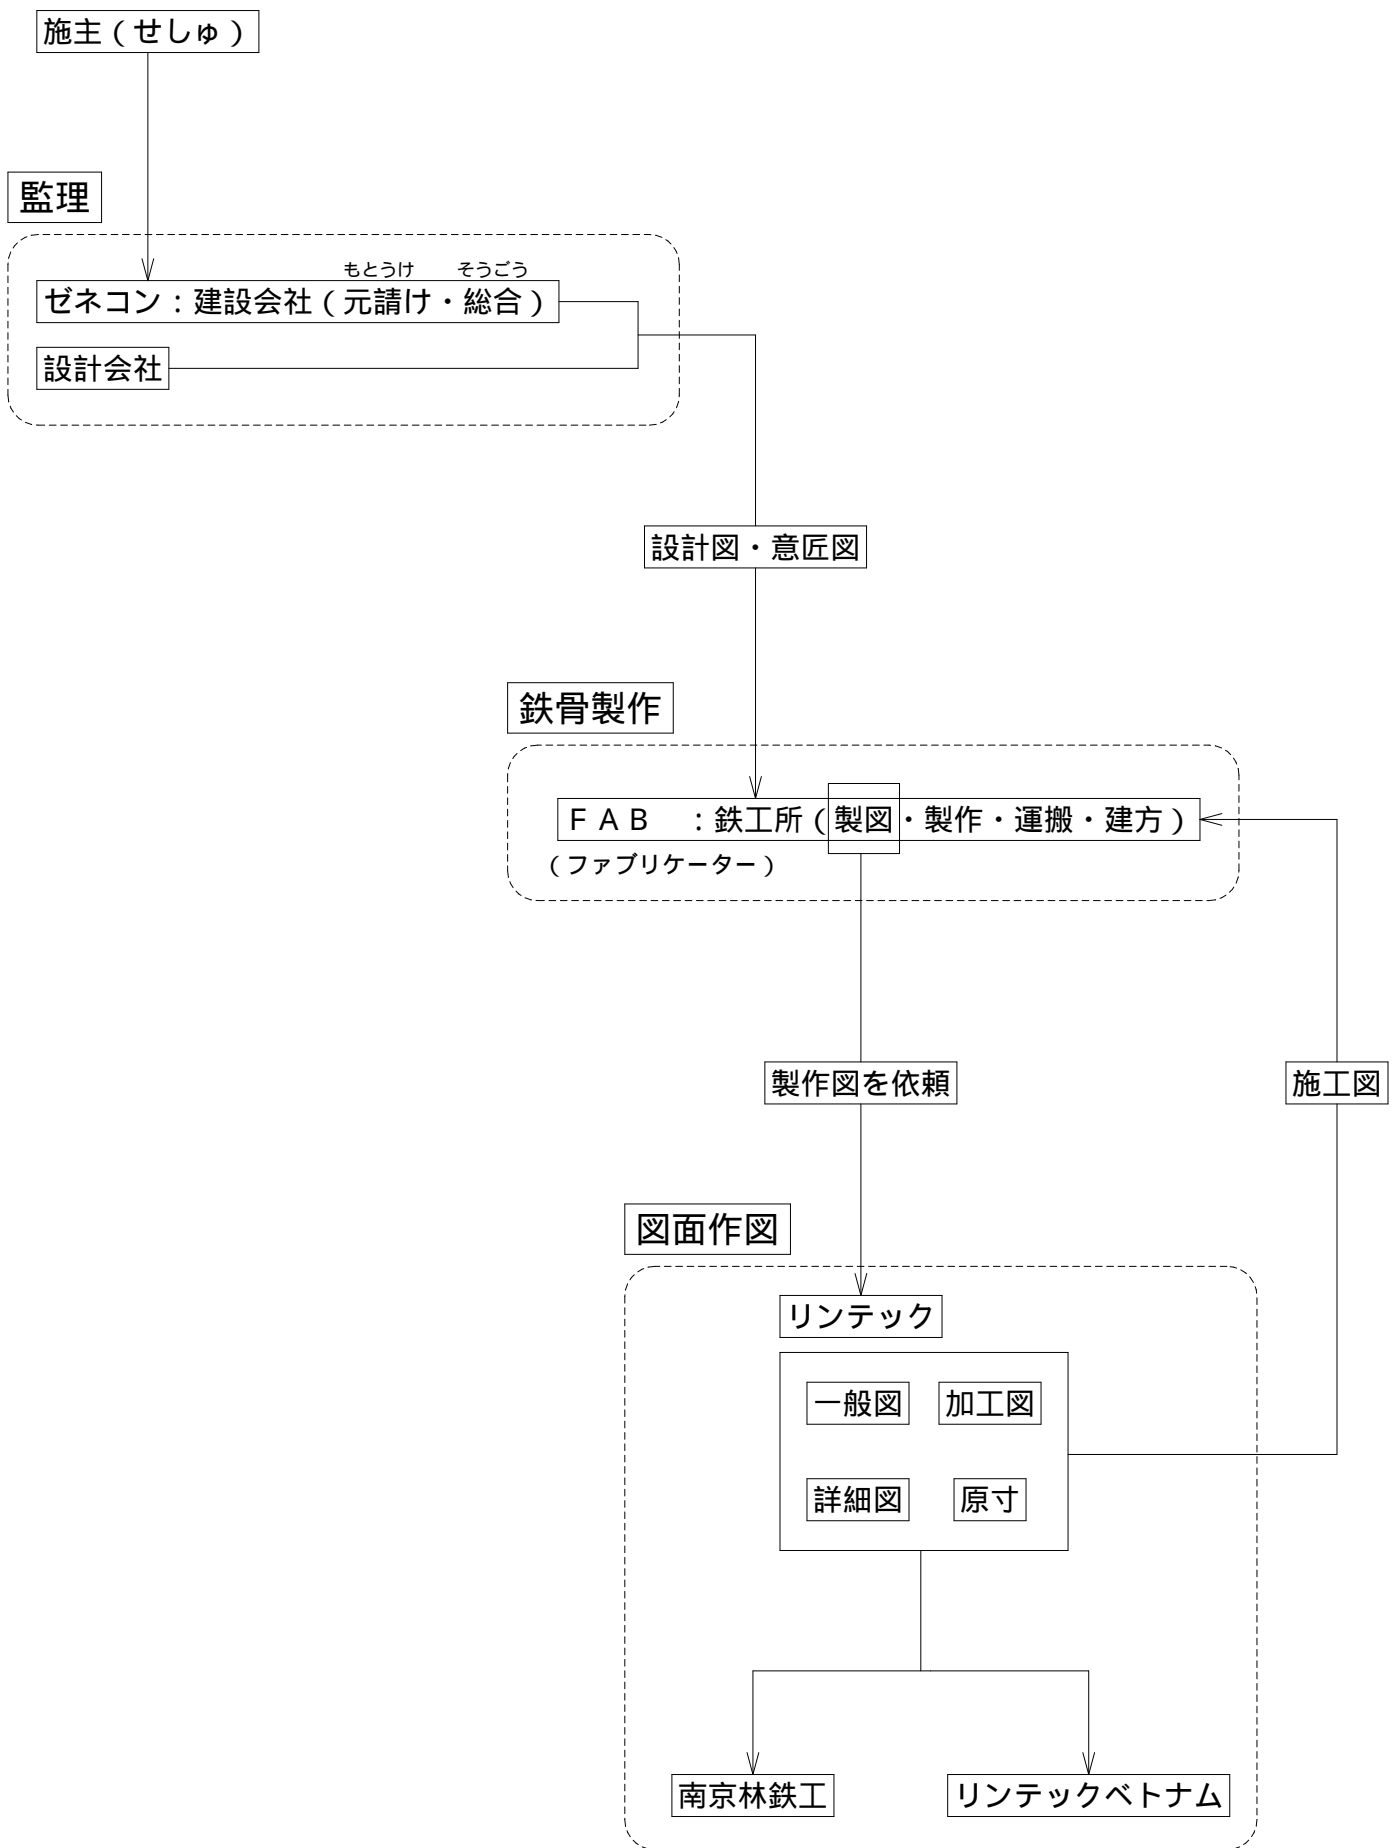 施主（せしゅ）
監理
もとうけ　そうごう
ゼネコン：建設会社（元請け・総合）
設計会社
設計図・意匠図
鉄骨製作
ＦＡＢ　：鉄工所（製図・製作・運搬・建方）
（ファブリケーター）
製作図を依頼
施工図
図面作図
リンテック
一般図
加工図
詳細図
原寸
南京林鉄工
リンテックベトナム